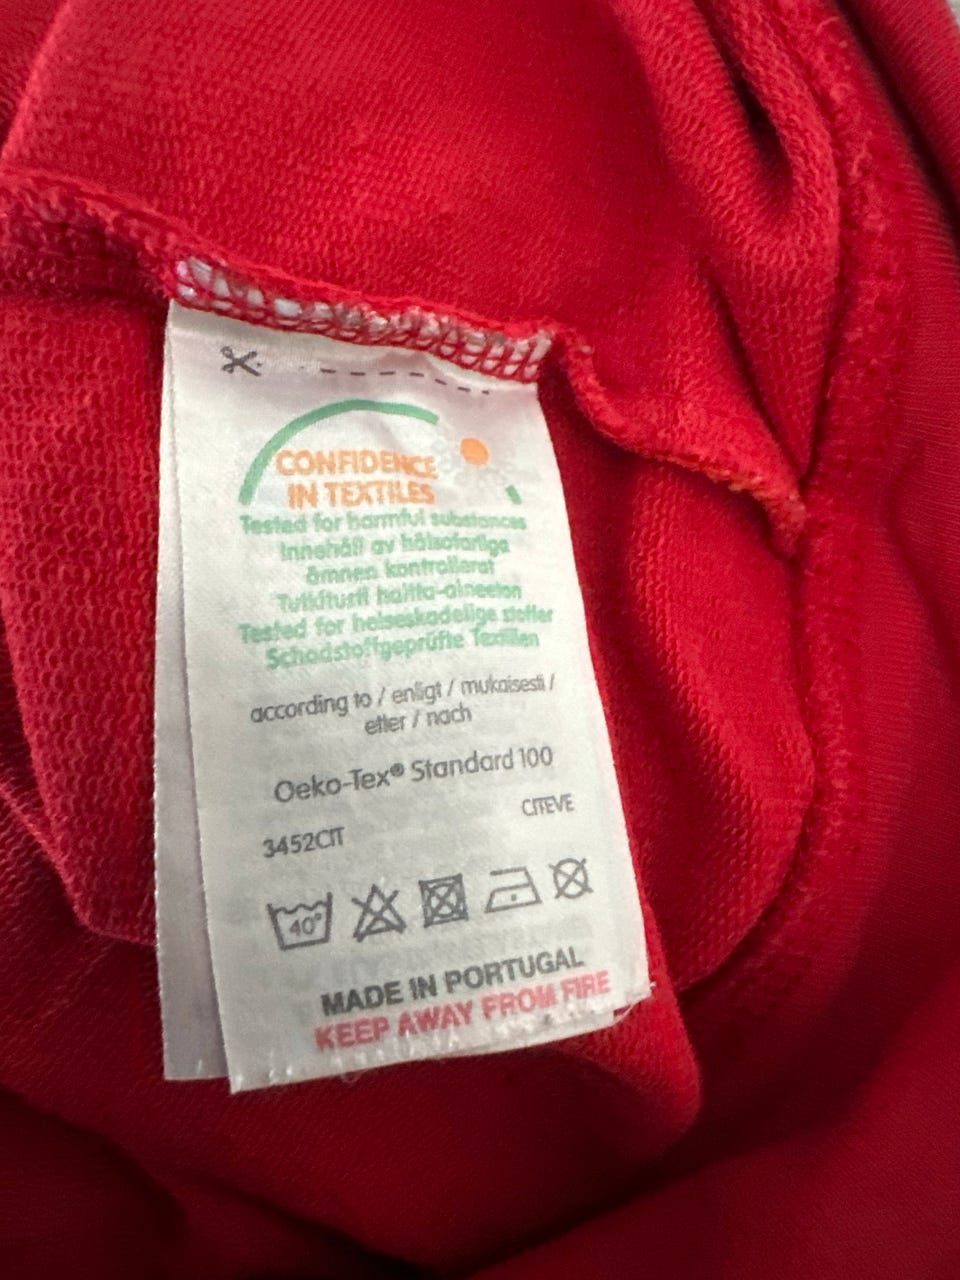 CONFIDENCE
IN TEXTILES
Tested for harmful substances
Innehåll av hälsofarliga
ämnen kontrollerat
Tutkitusti haitta-aineeton
Tested for helseskadelige stoffer
Schadstoffgeprüfte Textilien
according to / enligt / mukaisesti /
etter / nach
Oeko-Tex® Standard 100
CITEVE
3452CIT
40°
MADE IN PORTUGAL
KEEP AWAY FROM FIRE